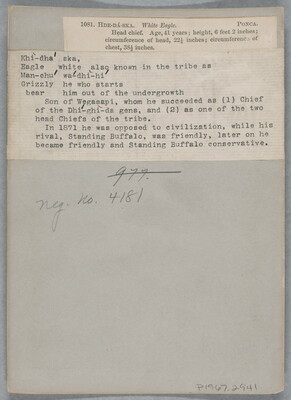 1081. HIDHÁ-SKA. White Eagle. PONCA.
Head chief. Age, 41 years; height, 6 feet 2 inches;
circumference of head, 22½ inches; circumference of
chest, 38½ inches.
Khi-dha' ska,
Eagle white also known in the tribe as
Man-chu' wa'dhi-hi'
Grizzly he who starts
bear him out of the undergrowth
Son of Wegasapi, whom he succeeded as (1) Chief
of the Dhi-ghi-da gens, and (2) as one of the two
head Chiefs of the tribe.
In 1871 he was opposed to civilization, while his
rival, Standing Buffalo, was friendly, later on he
became friendly and Standing Buffalo conservative.
977.
Neg. No. 4181
P1967.2941